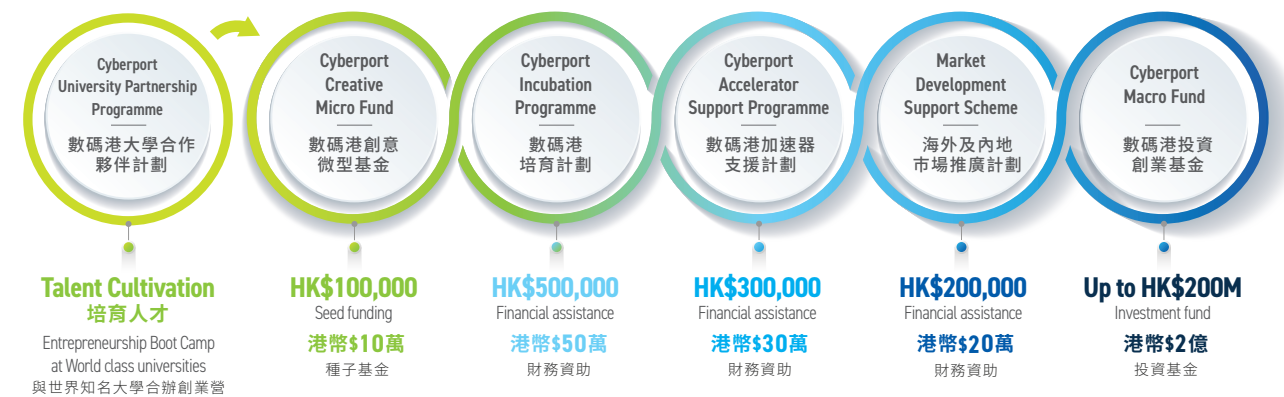 Cyberport
University Partnership
Programme
數碼港大學合作
夥伴計劃
Cyberport
Creative
Micro Fund
數碼港創意
微型基金
Cyberport
Incubation
Programme
數碼港
培育計劃
Cyberport
Accelerator
Support Programme
數碼港加速器
支援計劃
Market
Development
Support Scheme
海外及內地
市場推廣計劃
Cyberport
Macro Fund
數碼港投資
創業基金
Talent Cultivation
培育人才
Entrepreneurship Boot Camp
at World class universities
與世界知名大學合辦創業營
HK$100,000
Seed funding
港幣$10萬
種子基金
HK$500,000
Financial assistance
港幣$50萬
財務資助
HK$300,000
Financial assistance
港幣$30萬
財務資助
HK$200,000
Financial assistance
港幣$20萬
財務資助
Up to HK$200M
Investment fund
港幣$2億
投資基金